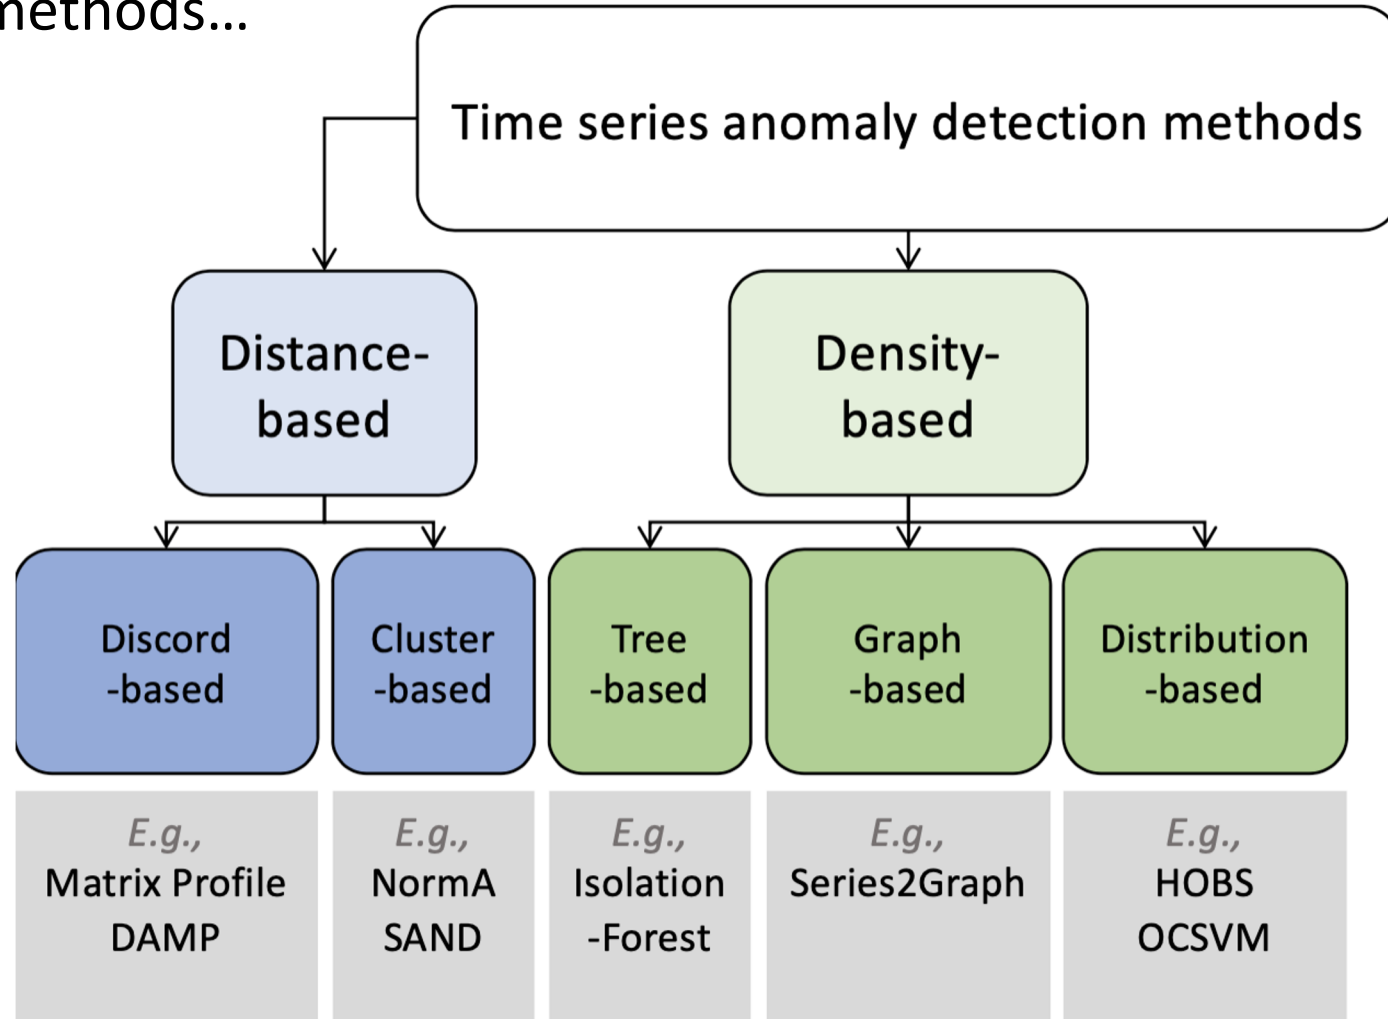 methods...
Time series anomaly detection methods
Distance-
based
Density-
based
Discord
-based
Cluster
-based
Tree
-based
Graph
-based
Distribution
-based
E.g.,
Matrix Profile
DAMP
E.g.,
NormA
SAND
E.g.,
Isolation
-Forest
E.g.,
Series2Graph
E.g.,
HOBS
OCSVM